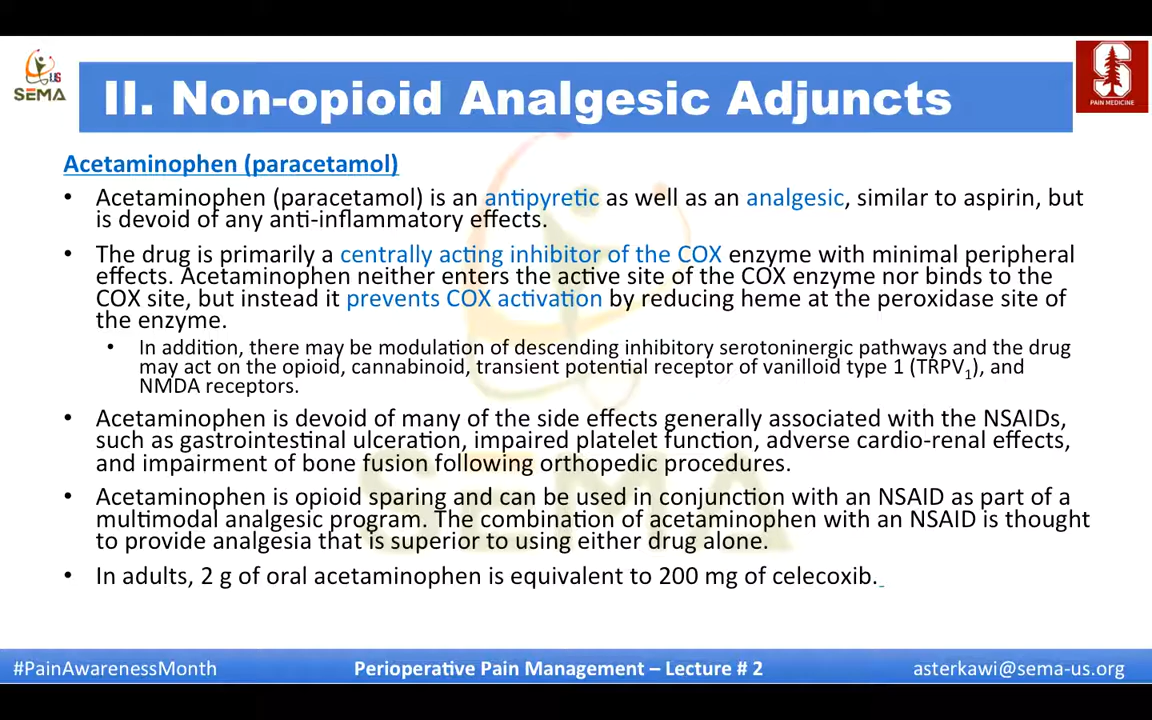 US
SEMA
II. Non-opioid Analgesic Adjuncts
S
PAIN MEDICINE
Acetaminophen (paracetamol)
• Acetaminophen (paracetamol) is an antipyretic as well as an analgesic, similar to aspirin, but
is devoid of any anti-inflammatory effects.
• The drug is primarily a centrally acting inhibitor of the COX enzyme with minimal peripheral
effects. Acetaminophen neither enters the active site of the COX enzyme nor binds to the
COX site, but instead it prevents COX activation by reducing heme at the peroxidase site of
the enzyme.
• In addition, there may be modulation of descending inhibitory serotoninergic pathways and the drug
may act on the opioid, cannabinoid, transient potential receptor of vanilloid type 1 (TRPV1), and
NMDA receptors.
• Acetaminophen is devoid of many of the side effects generally associated with the NSAIDs,
such as gastrointestinal ulceration, impaired platelet function, adverse cardio-renal effects,
and impairment of bone fusion following orthopedic procedures.
• Acetaminophen is opioid sparing and can be used in conjunction with an NSAID as part of a
multimodal analgesic program. The combination of acetaminophen with an NSAID is thought
to provide analgesia that is superior to using either drug alone.
• In adults, 2 g of oral acetaminophen is equivalent to 200 mg of celecoxib.
SEMA
#PainAwarenessMonth
Perioperative Pain Management – Lecture # 2
asterkawi@sema-us.org